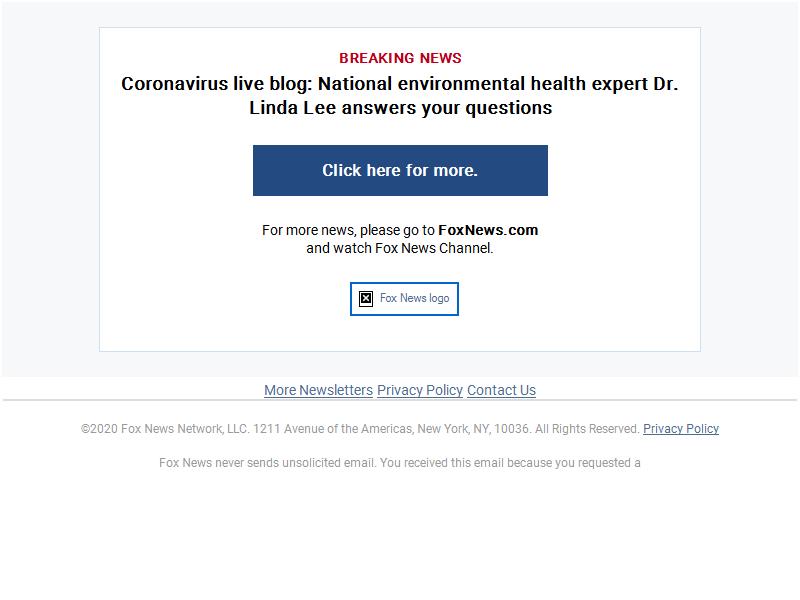 BREAKING NEWS
Coronavirus live blog: National environmental health expert Dr.
Linda Lee answers your questions
Click here for more.
For more news, please go to FoxNews.com
and watch Fox News Channel.
Fox News logo
More Newsletters Privacy Policy Contact Us
©2020 Fox News Network, LLC. 1211 Avenue of the Americas, New York, NY, 10036. All Rights Reserved. Privacy Policy
Fox News never sends unsolicited email. You received this email because you requested a